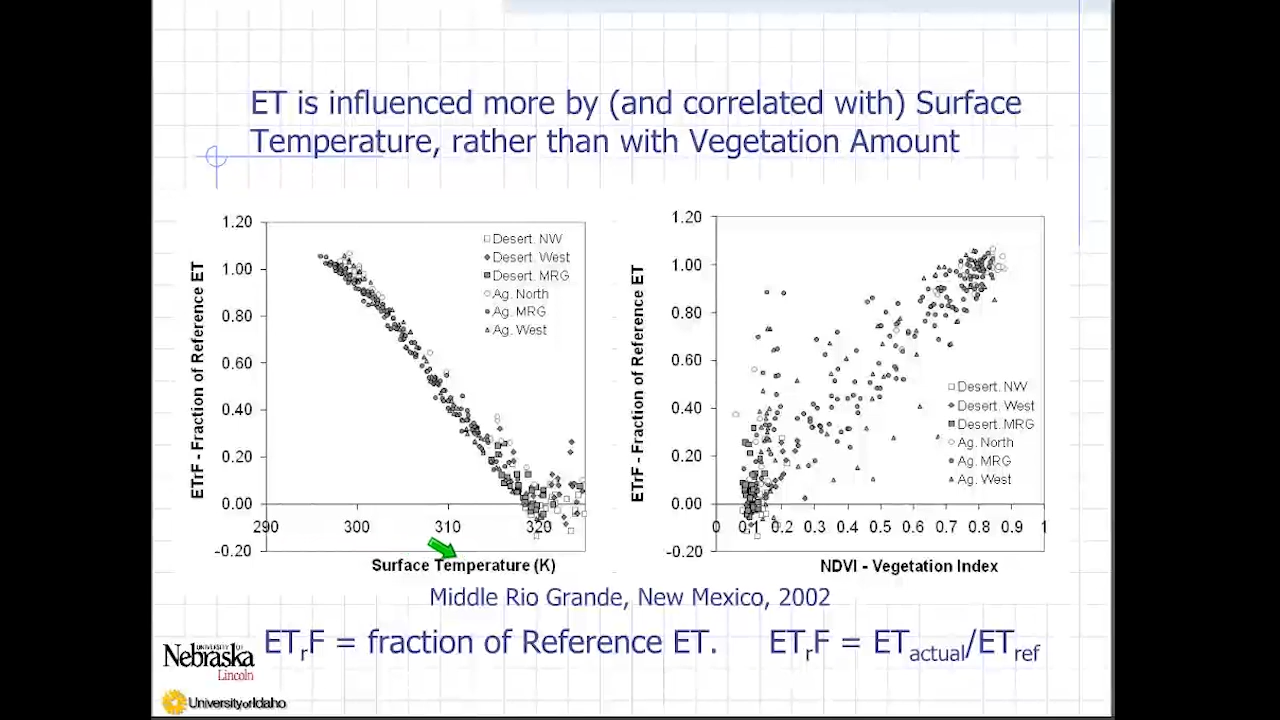 ET is influenced more by (and correlated with) Surface
Temperature, rather than with Vegetation Amount
1.20
1.00
0.80
0.60
0.40
0.20
0.00
-0.20
290
300
310
320
ETrF - Fraction of Reference ET
Surface Temperature (K)
Desert. NW
Desert. West
Desert. MRG
Ag. North
Ag. MRG
Ag. West
1.20
1.00
0.80
0.60
0.40
0.20
0.00
-0.20
0
0.1
0.2
0.3
0.4
0.5
0.6
0.7
0.8
0.9
1
ETrF - Fraction of Reference ET
NDVI - Vegetation Index
Desert. NW
Desert. West
Desert. MRG
Ag. North
Ag. MRG
Ag. West
Middle Rio Grande, New Mexico, 2002
ETrF = fraction of Reference ET. ETrF = ETactual/ETref
UNIVERSITY OF
Nebraska
Lincoln
University of Idaho